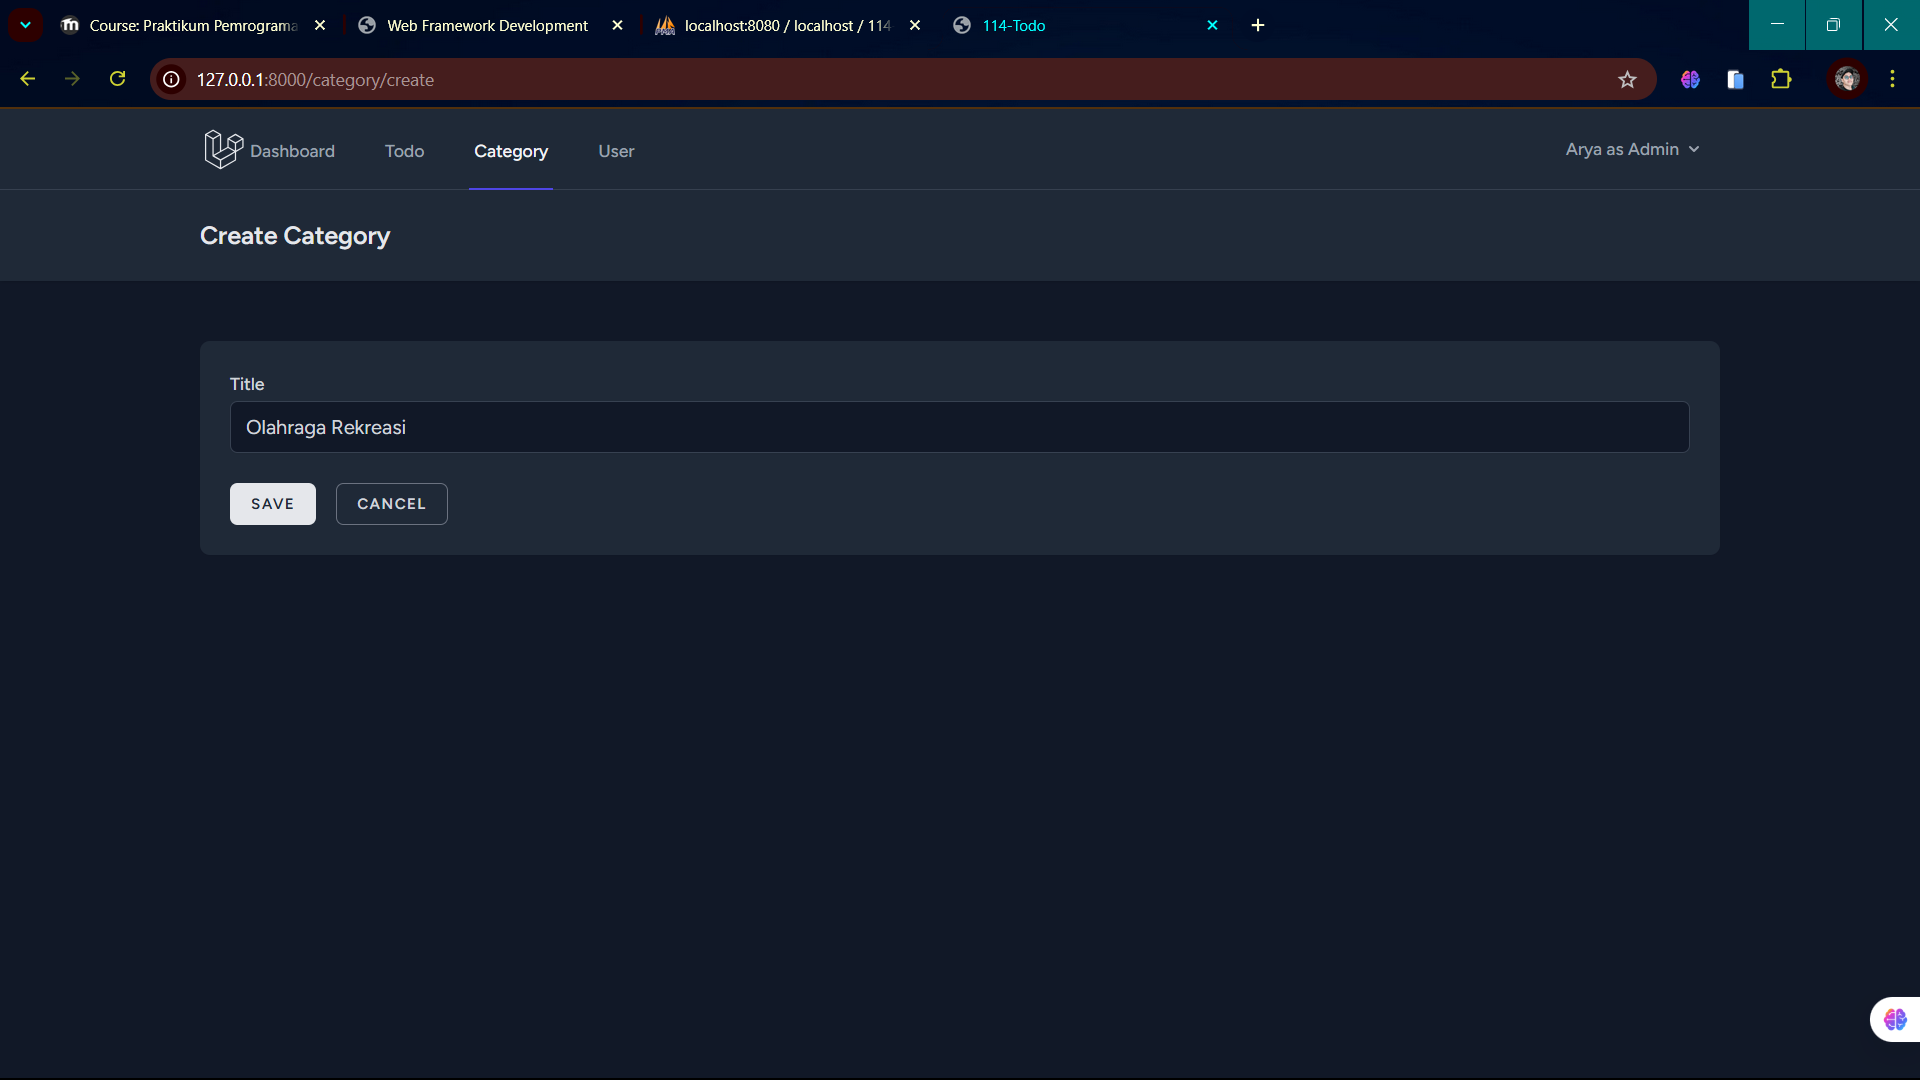 Course: Praktikum Pemrograma
Web Framework Development
localhost:8080 / localhost / 114
114-Todo
127.0.0.1:8000/category/create
Dashboard
Todo
Category
User
Arya as Admin
Create Category
Title
Olahraga Rekreasi
SAVE
CANCEL